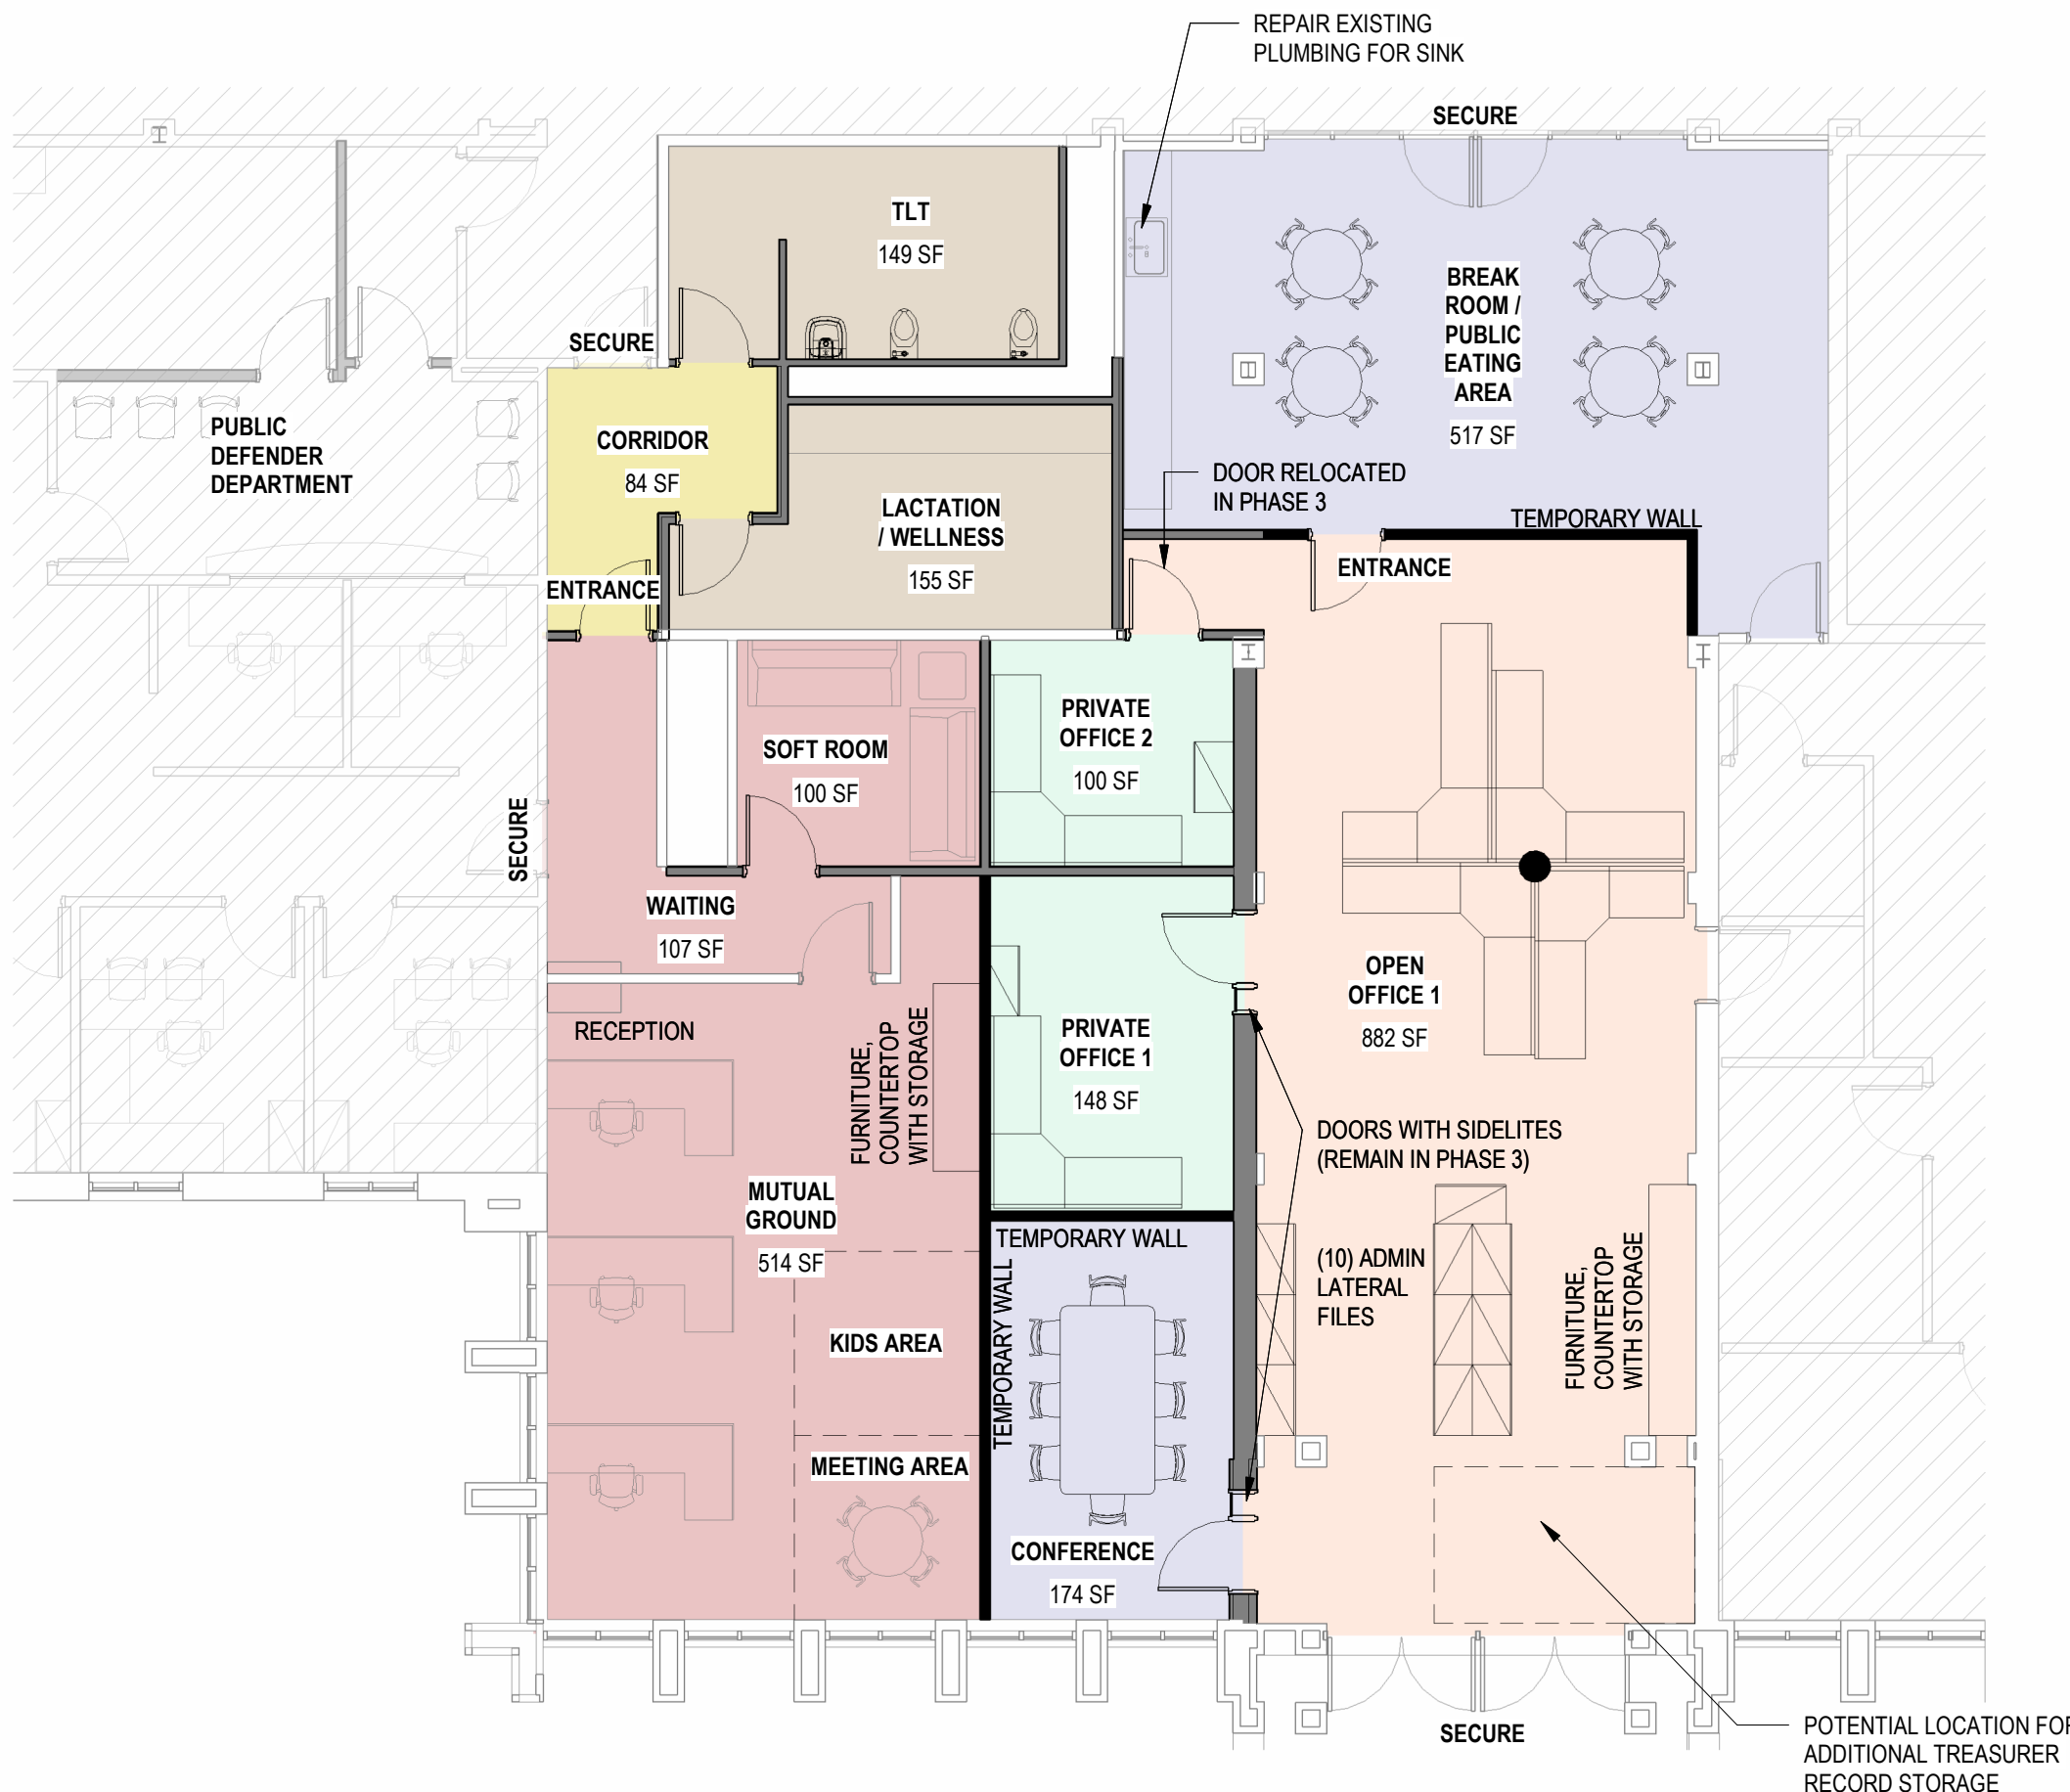 REPAIR EXISTING
PLUMBING FOR SINK
SECURE
TLT
149 SF
BREAK
ROOM /
PUBLIC
EATING
AREA
517 SF
SECURE
PUBLIC
DEFENDER
DEPARTMENT
CORRIDOR
84 SF
LACTATION
/ WELLNESS
155 SF
DOOR RELOCATED
IN PHASE 3
TEMPORARY WALL
ENTRANCE
ENTRANCE
SOFT ROOM
100 SF
PRIVATE
OFFICE 2
100 SF
SECURE
WAITING
107 SF
OPEN
OFFICE 1
882 SF
RECEPTION
FURNITURE,
COUNTERTOP
WITH STORAGE
PRIVATE
OFFICE 1
148 SF
DOORS WITH SIDELITES
(REMAIN IN PHASE 3)
MUTUAL
GROUND
514 SF
TEMPORARY WALL
TEMPORARY WALL
(10) ADMIN
LATERAL
FILES
FURNITURE,
COUNTERTOP
WITH STORAGE
KIDS AREA
MEETING AREA
CONFERENCE
174 SF
SECURE
POTENTIAL LOCATION FOR
ADDITIONAL TREASURER
RECORD STORAGE